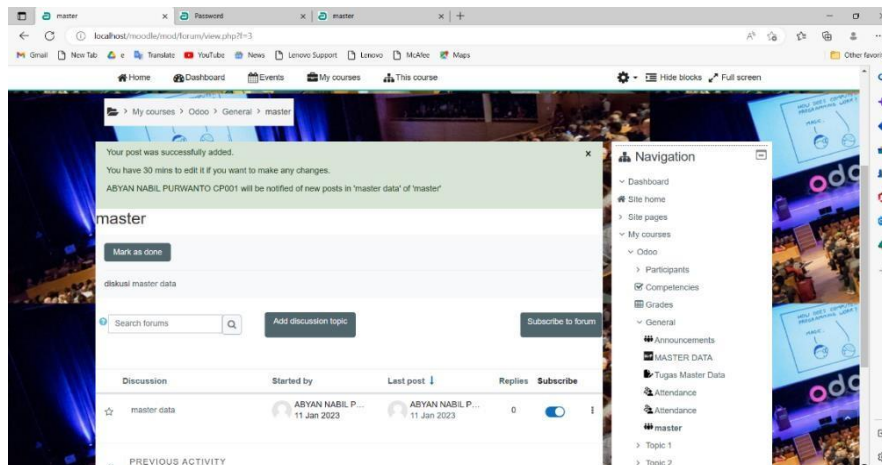 master
Password
master
localhost/moodle/mod/forum/view.php?f=3
Gmail
New Tab
e
Translate
YouTube
News
Lenovo Support
Lenovo
McAfee
Maps
Other favori
Home
Dashboard
Events
My courses
This course
Hide blocks
Full screen
> My courses > Odoo > General > master
Your post was successfully added.
You have 30 mins to edit it if you want to make any changes.
ABYAN NABIL PURWANTO CP001 will be notified of new posts in 'master data' of 'master'
master
Mark as done
diskusi master data
Search forums
Add discussion topic
Subscribe to forum
Discussion Started by Last post Replies Subscribe
master data
ABYAN NABIL P...
11 Jan 2023
ABYAN NABIL P...
11 Jan 2023
0
PREVIOUS ACTIVITY
Navigation
Dashboard
Site home
Site pages
My courses
Odoo
Participants
Competencies
Grades
General
Announcements
MASTER DATA
Tugas Master Data
Attendance
Attendance
master
Topic 1
Topic 2